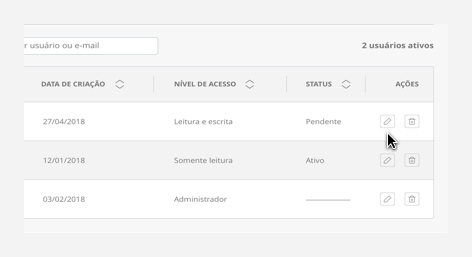 r usuário ou e-mail
2 usuários ativos
DATA DE CRIAÇÃO NÍVEL DE ACESSO STATUS AÇÕES
27/04/2018 Leitura e escrita Pendente
12/01/2018 Somente leitura Ativo
03/02/2018 Administrador